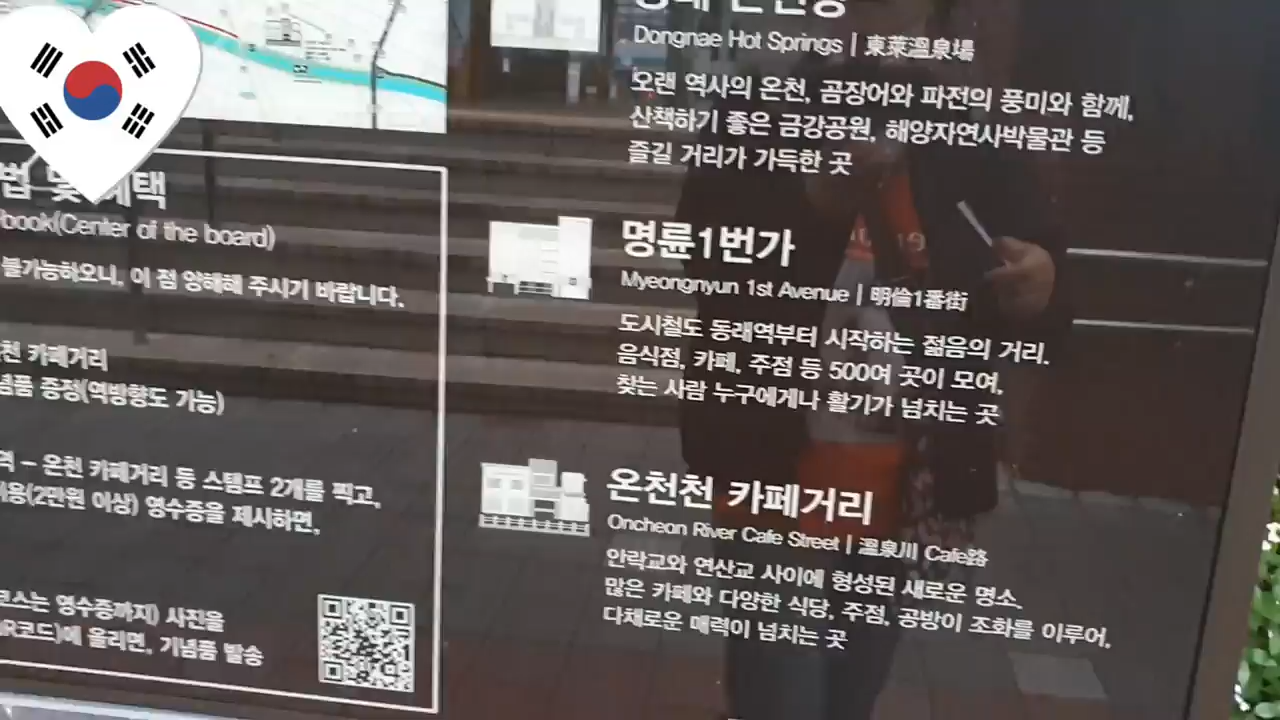 법 및 혜택
book(Center of the board)
불가능하오니, 이 점 양해해 주시기 바랍니다.
천 카페거리
념품 증정(역방향도 가능)
역 - 온천 카페거리 등 스탬프 2개를 찍고,
이용(2만원 이상) 영수증을 제시하면,
코스는 영수증까지) 사진을
QR코드)에 올리면, 기념품 발송
Dongnae Hot Springs | 東萊溫泉場
오랜 역사의 온천, 곰장어와 파전의 풍미와 함께,
산책하기 좋은 금강공원, 해양자연사박물관 등
즐길 거리가 가득한 곳
명륜1번가
Myeongnyun 1st Avenue | 明倫1番街
도시철도 동래역부터 시작하는 젊음의 거리.
음식점, 카페, 주점 등 500여 곳이 모여,
찾는 사람 누구에게나 활기가 넘치는 곳
온천천 카페거리
Oncheon River Cafe Street | 溫泉川 Cafe路
안락교와 연산교 사이에 형성된 새로운 명소.
많은 카페와 다양한 식당, 주점, 공방이 조화를 이루어,
다채로운 매력이 넘치는 곳